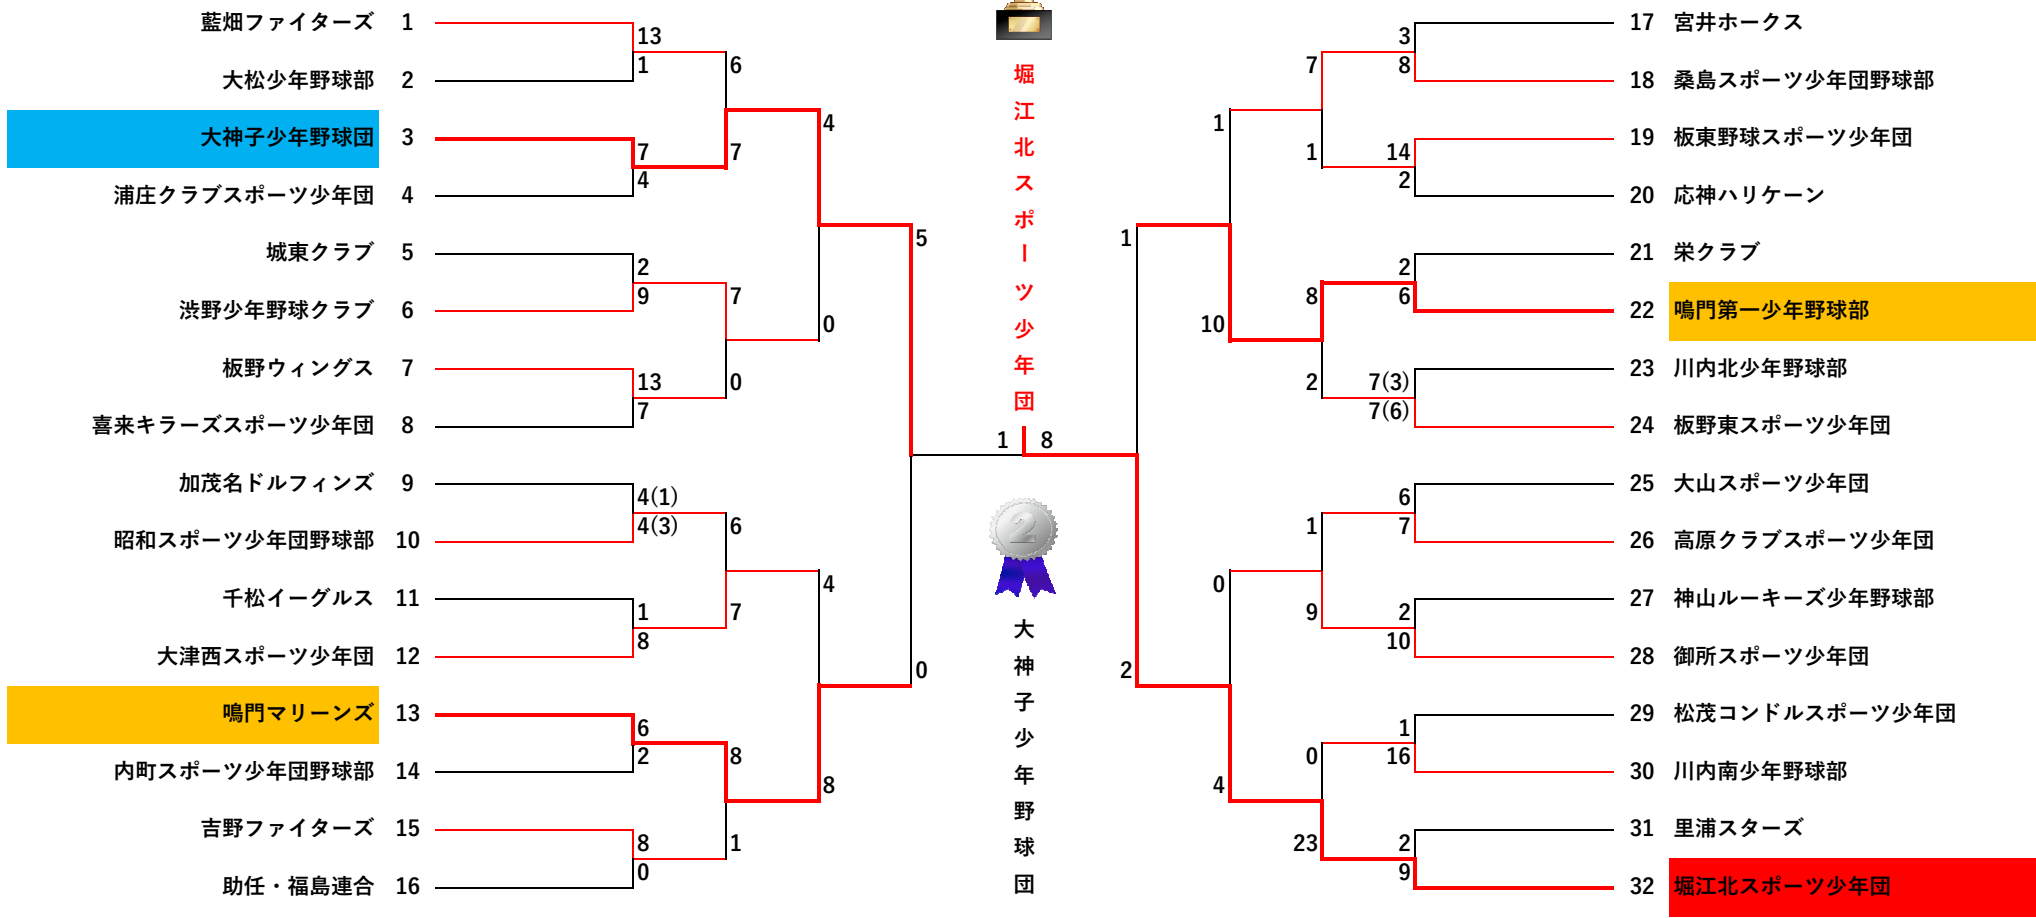 藍畑ファイターズ 1
大松少年野球部 2
大神子少年野球団 3
浦庄クラブスポーツ少年団 4
城東クラブ 5
渋野少年野球クラブ 6
板野ウィングス 7
喜来キラーズスポーツ少年団 8
加茂名ドルフィンズ 9
昭和スポーツ少年団野球部 10
千松イーグルス 11
大津西スポーツ少年団 12
鳴門マリーンズ 13
内町スポーツ少年団野球部 14
吉野ファイターズ 15
助任・福島連合 16
13
1
7
4
2
9
13
7
4(1)
4(3)
1
8
6
2
8
0
6
7
7
0
6
7
8
1
4
0
4
8
5
0
堀江北スポーツ少年団
1 8
2
大神子少年野球団
1
2
1
10
0
4
7
1
8
2
1
9
0
23
3
8
14
2
2
6
7(3)
7(6)
6
7
2
10
1
16
2
9
17 宮井ホークス
18 桑島スポーツ少年団野球部
19 板東野球スポーツ少年団
20 応神ハリケーン
21 栄クラブ
22 鳴門第一少年野球部
23 川内北少年野球部
24 板野東スポーツ少年団
25 大山スポーツ少年団
26 高原クラブスポーツ少年団
27 神山ルーキーズ少年野球部
28 御所スポーツ少年団
29 松茂コンドルスポーツ少年団
30 川内南少年野球部
31 里浦スターズ
32 堀江北スポーツ少年団